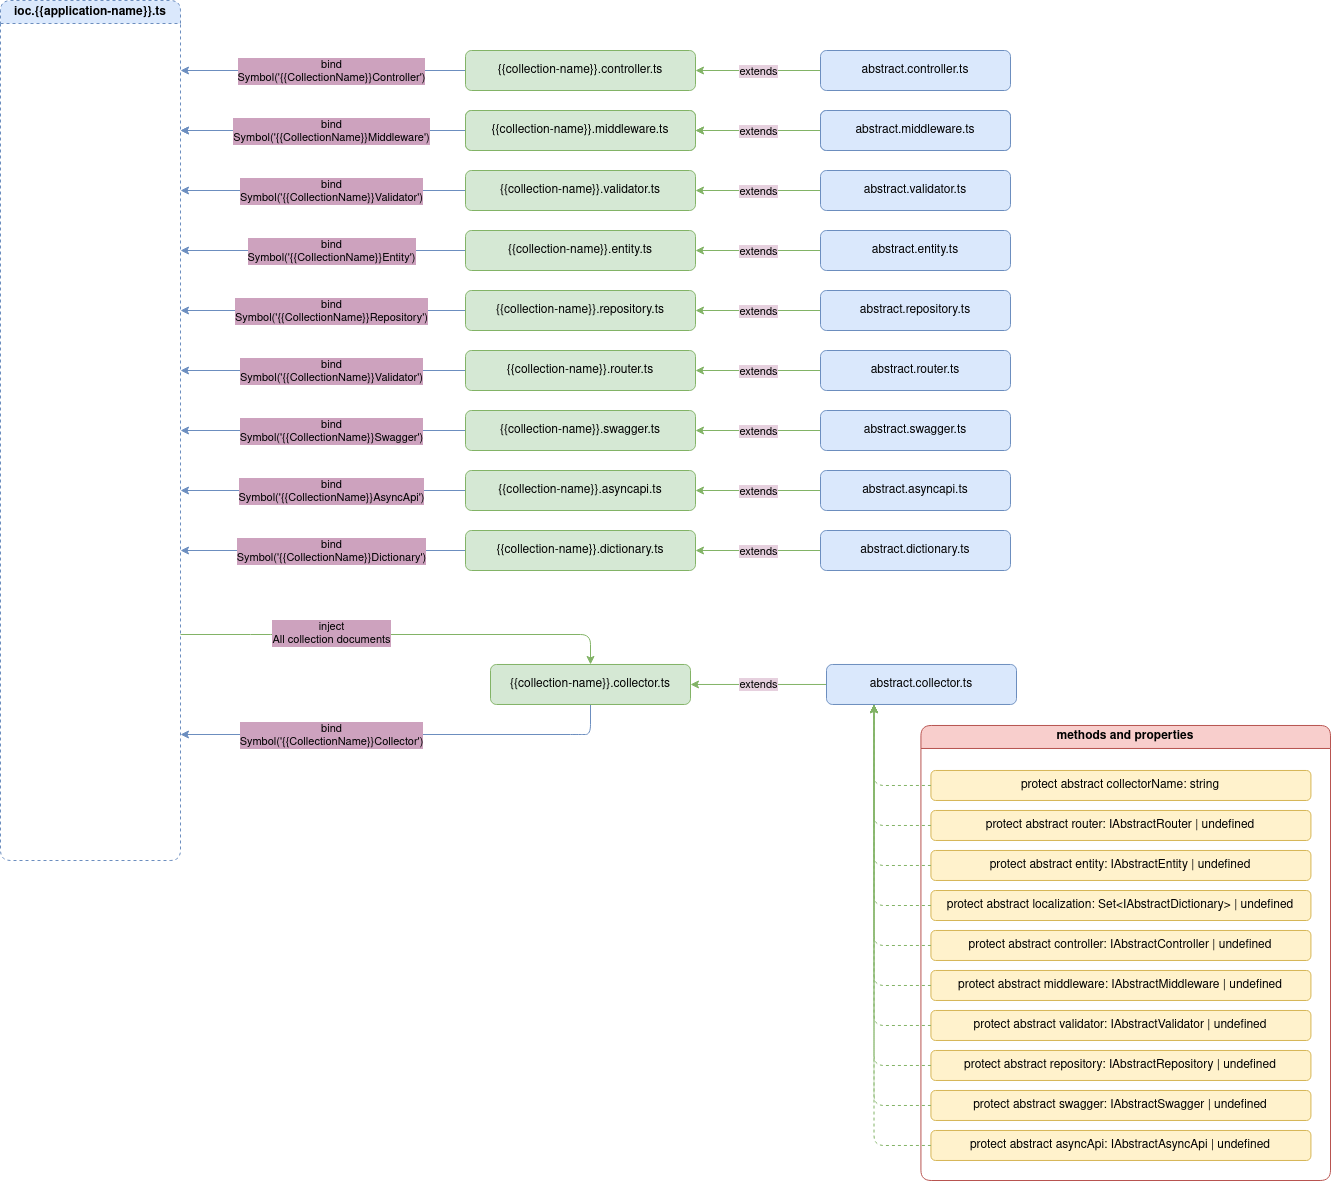 ioc.{{application-name}}.ts
bind
Symbol('{{CollectionName}}Controller')
{{collection-name}}.controller.ts
extends
abstract.controller.ts
bind
Symbol('{{CollectionName}}Middleware')
{{collection-name}}.middleware.ts
extends
abstract.middleware.ts
bind
Symbol('{{CollectionName}}Validator')
{{collection-name}}.validator.ts
extends
abstract.validator.ts
bind
Symbol('{{CollectionName}}Entity')
{{collection-name}}.entity.ts
extends
abstract.entity.ts
bind
Symbol('{{CollectionName}}Repository')
{{collection-name}}.repository.ts
extends
abstract.repository.ts
bind
Symbol('{{CollectionName}}Validator')
{{collection-name}}.router.ts
extends
abstract.router.ts
bind
Symbol('{{CollectionName}}Swagger')
{{collection-name}}.swagger.ts
extends
abstract.swagger.ts
bind
Symbol('{{CollectionName}}AsyncApi')
{{collection-name}}.asyncapi.ts
extends
abstract.asyncapi.ts
bind
Symbol('{{CollectionName}}Dictionary')
{{collection-name}}.dictionary.ts
extends
abstract.dictionary.ts
inject
All collection documents
{{collection-name}}.collector.ts
extends
abstract.collector.ts
bind
Symbol('{{CollectionName}}Collector')
methods and properties
protect abstract collectorName: string
protect abstract router: IAbstractRouter | undefined
protect abstract entity: IAbstractEntity | undefined
protect abstract localization: Set<IAbstractDictionary> | undefined
protect abstract controller: IAbstractController | undefined
protect abstract middleware: IAbstractMiddleware | undefined
protect abstract validator: IAbstractValidator | undefined
protect abstract repository: IAbstractRepository | undefined
protect abstract swagger: IAbstractSwagger | undefined
protect abstract asyncApi: IAbstractAsyncApi | undefined